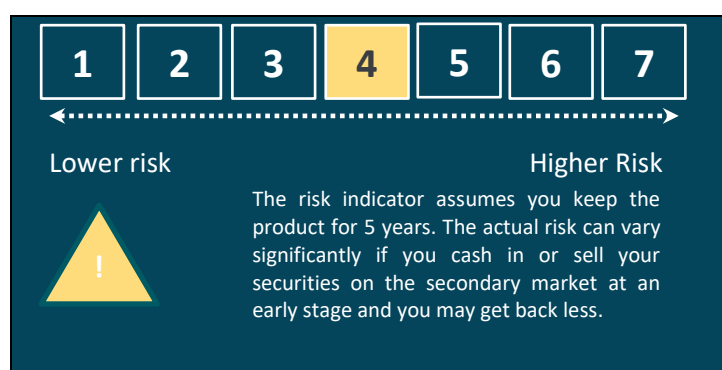 1 2 3 4 5 6 7
Lower risk Higher Risk
The risk indicator assumes you keep the
product for 5 years. The actual risk can vary
significantly if you cash in or sell your
securities on the secondary market at an
early stage and you may get back less.
!